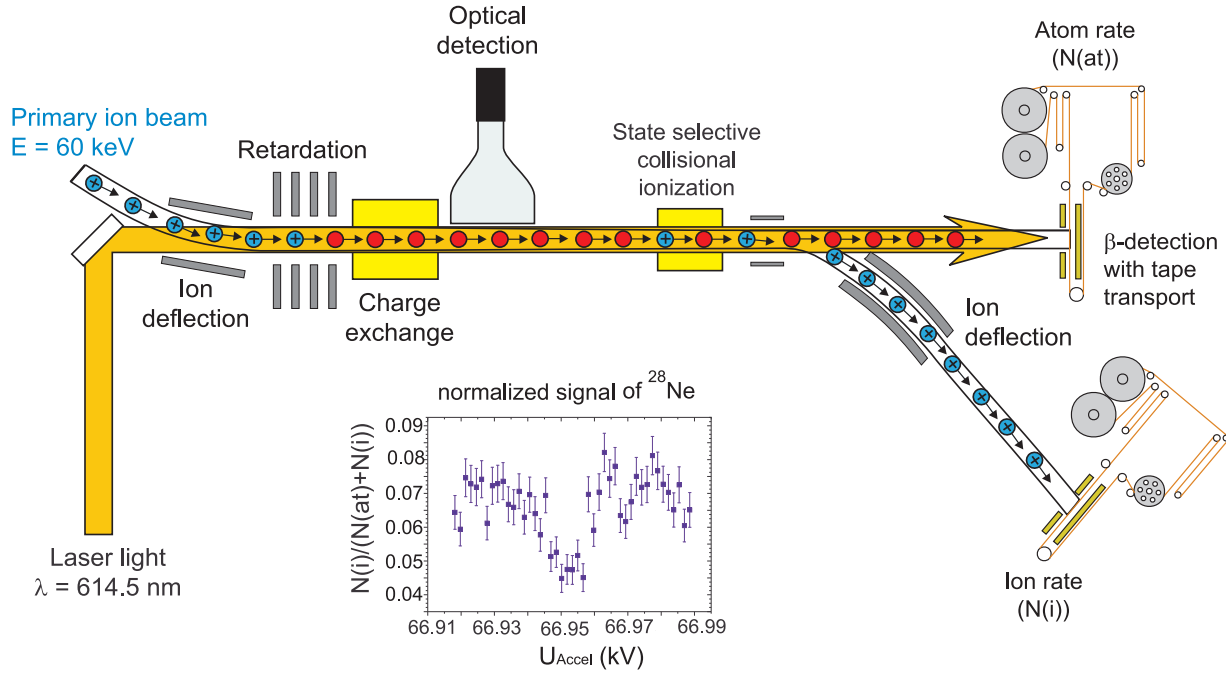 Optical
detection
Atom rate
(N(at))
Primary ion beam
E = 60 keV
Retardation
State selective
collisional
ionization
Ion
deflection
Charge
exchange
β-detection
with tape
transport
Ion
deflection
Laser light
λ = 614.5 nm
normalized signal of ²⁸Ne
N(i)/(N(at)+N(i))
0.09
0.08
0.07
0.06
0.05
0.04
66.91 66.93 66.95 66.97 66.99
UAccel (kV)
Ion rate
(N(i))